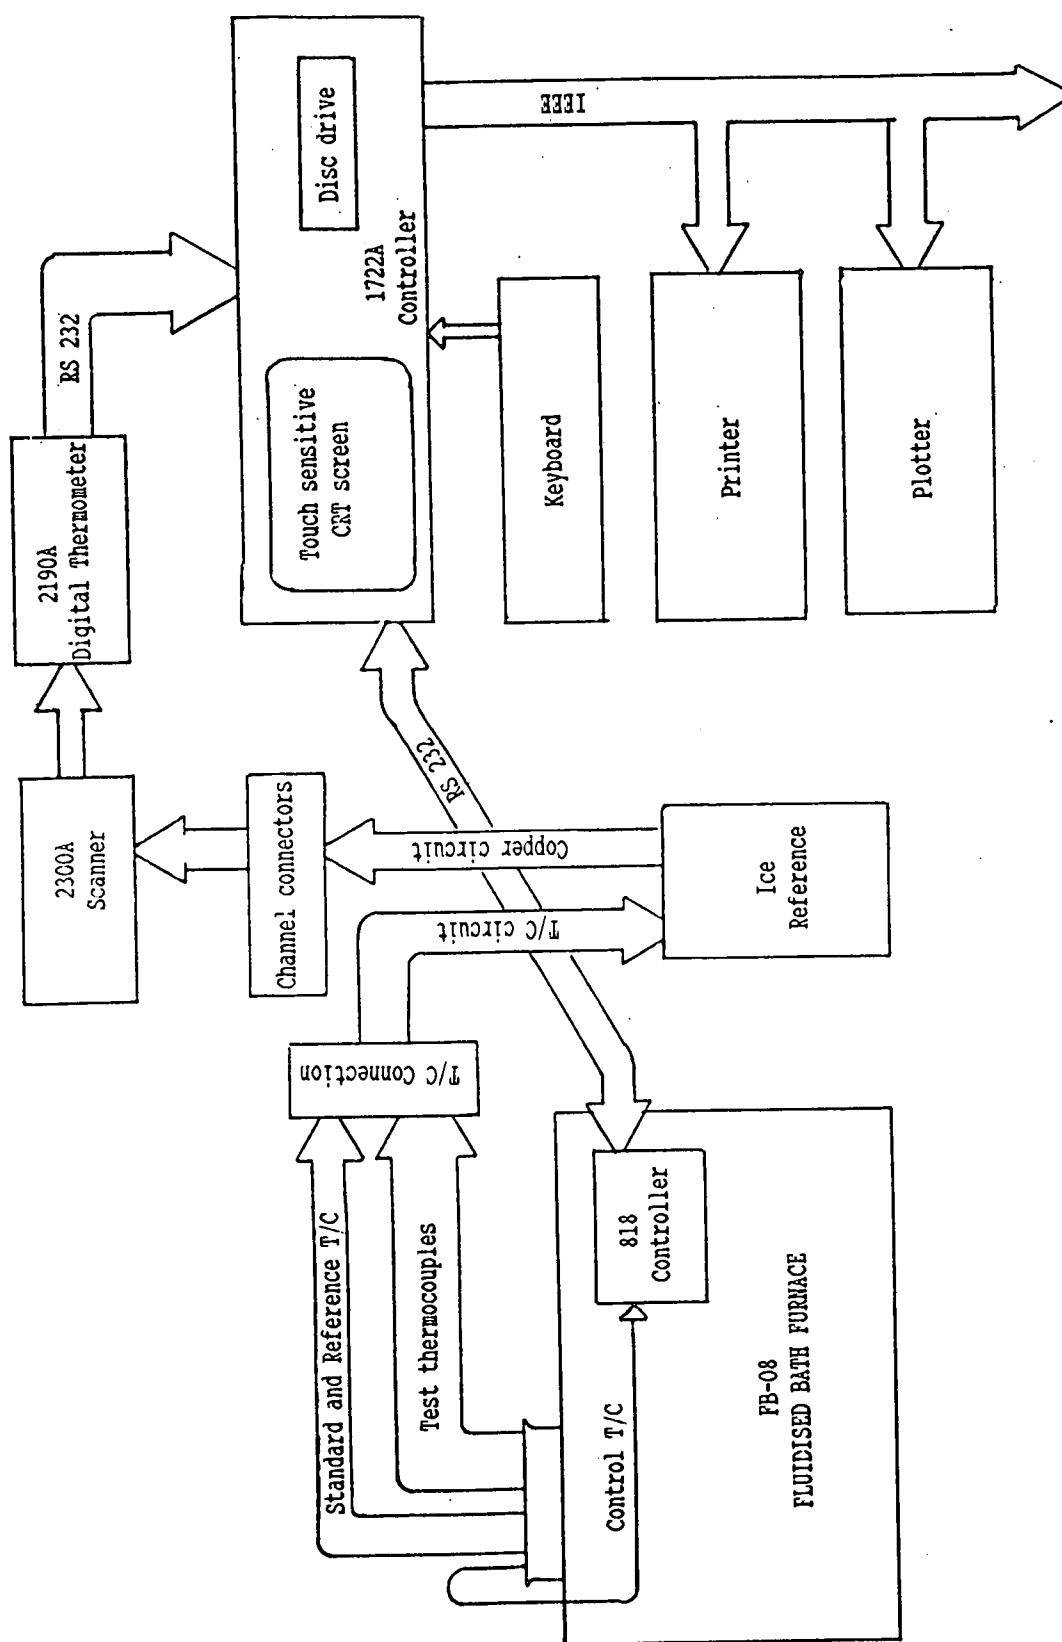 2300A
Scanner
2190A
Digital Thermometer
RS 232
Channel connectors
T/C Connection
Standard and Reference T/C
Test thermocouples
T/C circuit
Copper circuit
RS 232
Touch sensitive
CRT screen
Disc drive
1722A
Controller
IEEE
Keyboard
Printer
Plotter
Ice
Reference
818
Controller
Control T/C
FB-08
FLUIDISED BATH FURNACE